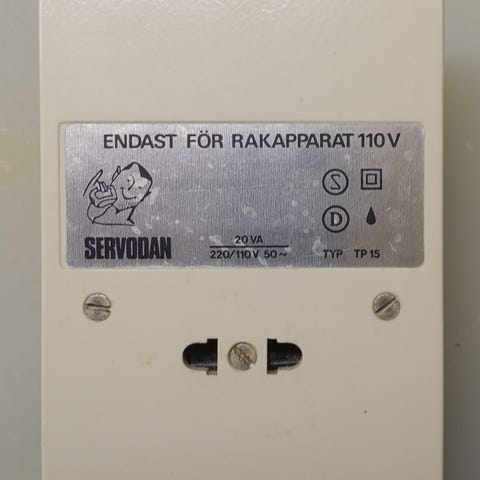 ENDAST FÖR RAKAPPARAT 110 V
S
D
SERVODAN
20 VA
220/110 V 50 ~
TYP TP 15